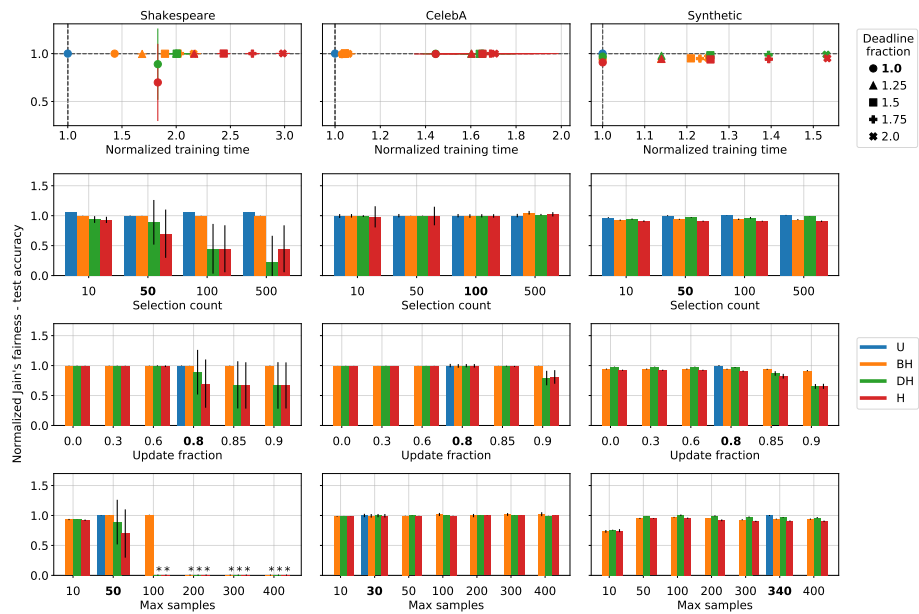 Shakespeare
CelebA
Synthetic
1.0
0.5
1.0 1.5 2.0 2.5 3.0
Normalized training time
1.0 1.2 1.4 1.6 1.8 2.0
Normalized training time
1.0 1.1 1.2 1.3 1.4 1.5
Normalized training time
Deadline
fraction
1.0
1.25
1.5
1.75
2.0
Normalized Jain's fairness - test accuracy
1.5
1.0
0.5
0.0
10 50 100 500
Selection count
10 50 100 500
Selection count
10 50 100 500
Selection count
1.5
1.0
0.5
0.0
0.0 0.3 0.6 0.8 0.85 0.9
Update fraction
0.0 0.3 0.6 0.8 0.85 0.9
Update fraction
0.0 0.3 0.6 0.8 0.85 0.9
Update fraction
U
BH
DH
H
1.5
1.0
0.5
0.0
** *** *** ***
10 50 100 200 300 400
Max samples
10 30 50 100 200 300 400
Max samples
10 50 100 200 300 340 400
Max samples